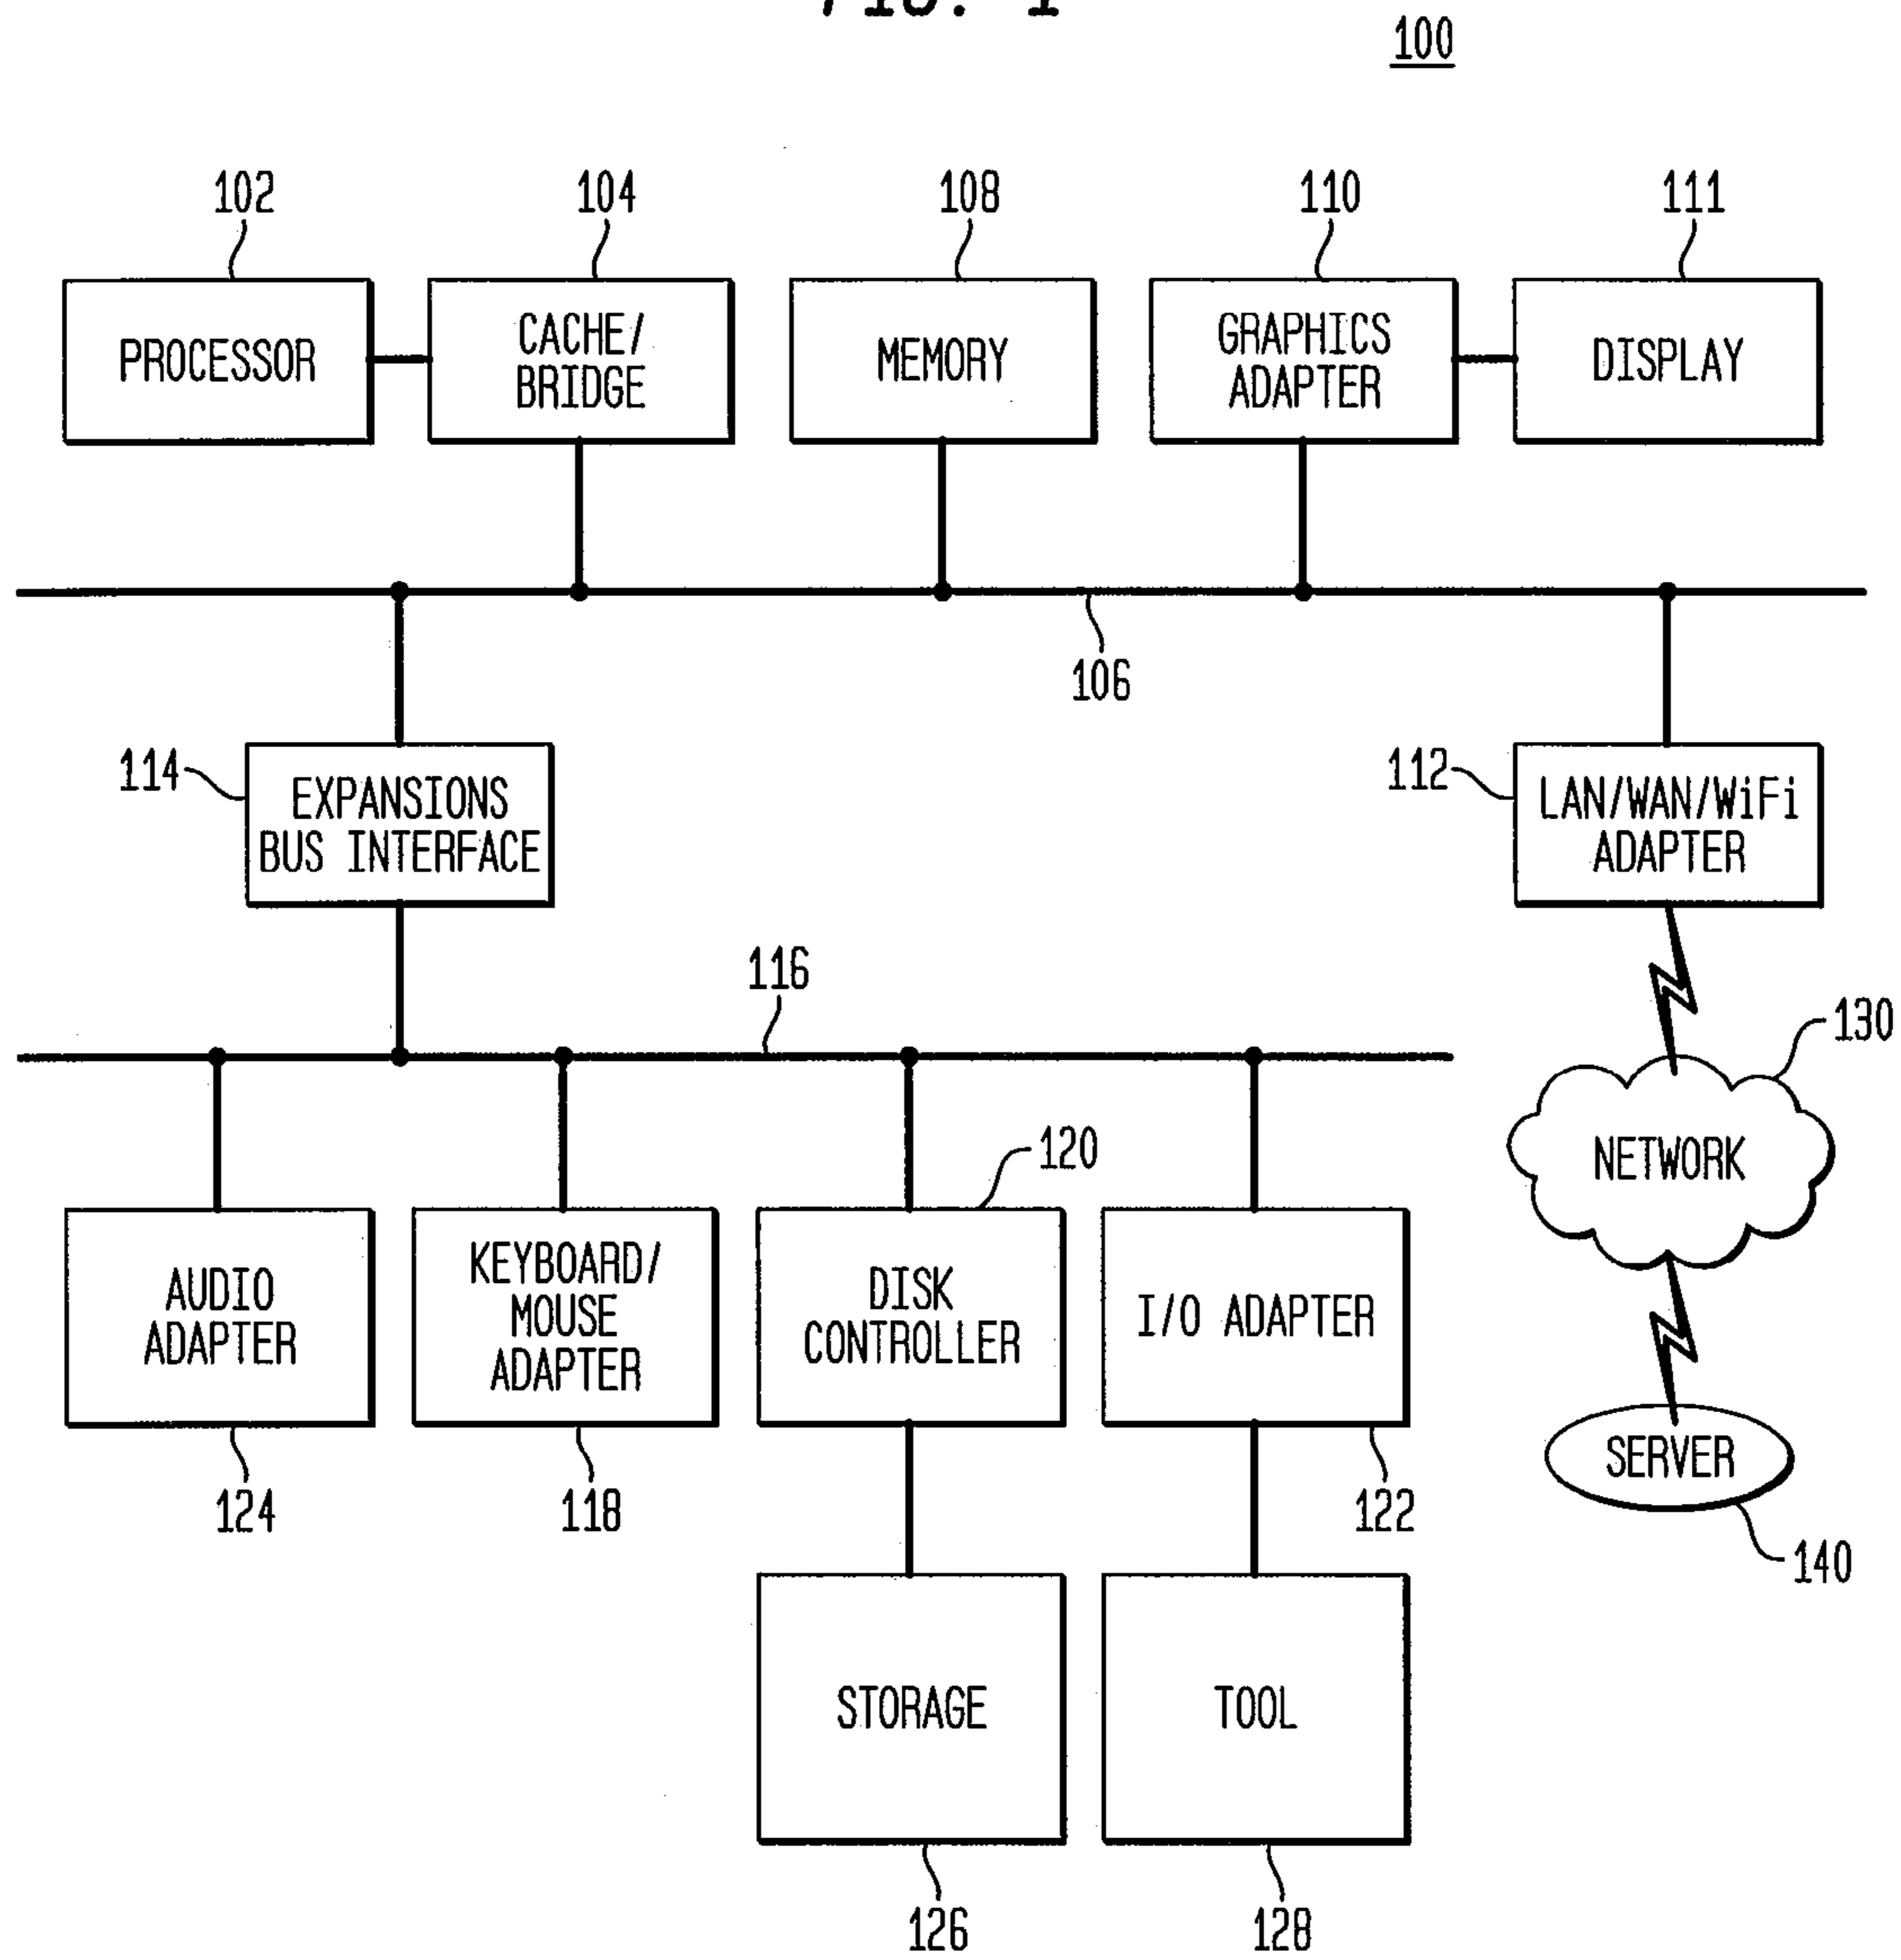 FIG. 1
100
102
104
108
110
111
PROCESSOR
CACHE/
BRIDGE
MEMORY
GRAPHICS
ADAPTER
DISPLAY
106
114
EXPANSIONS
BUS INTERFACE
112
LAN/WAN/WiFi
ADAPTER
116
130
NETWORK
120
AUDIO
ADAPTER
KEYBOARD/
MOUSE
ADAPTER
DISK
CONTROLLER
I/O ADAPTER
SERVER
124
118
122
140
STORAGE
TOOL
126
128